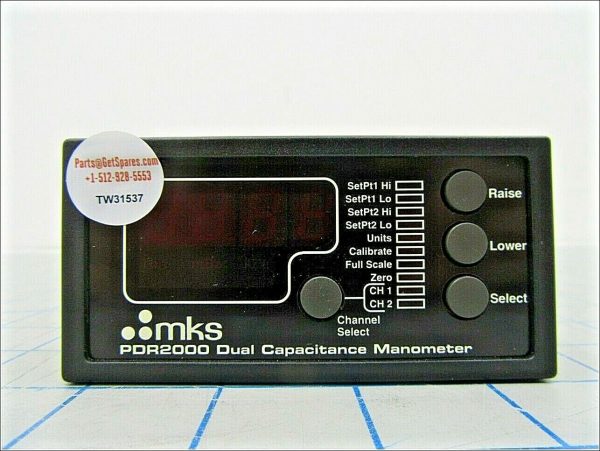 Parts@GetSpares.com
+1-512-928-5553
TW31537
SetPt1 Hi
SetPt1 Lo
SetPt2 Hi
SetPt2 Lo
Units
Calibrate
Full Scale
Zero
CH 1
CH 2
Raise
Lower
Select
Channel
Select
mks
PDR2000 Dual Capacitance Manometer